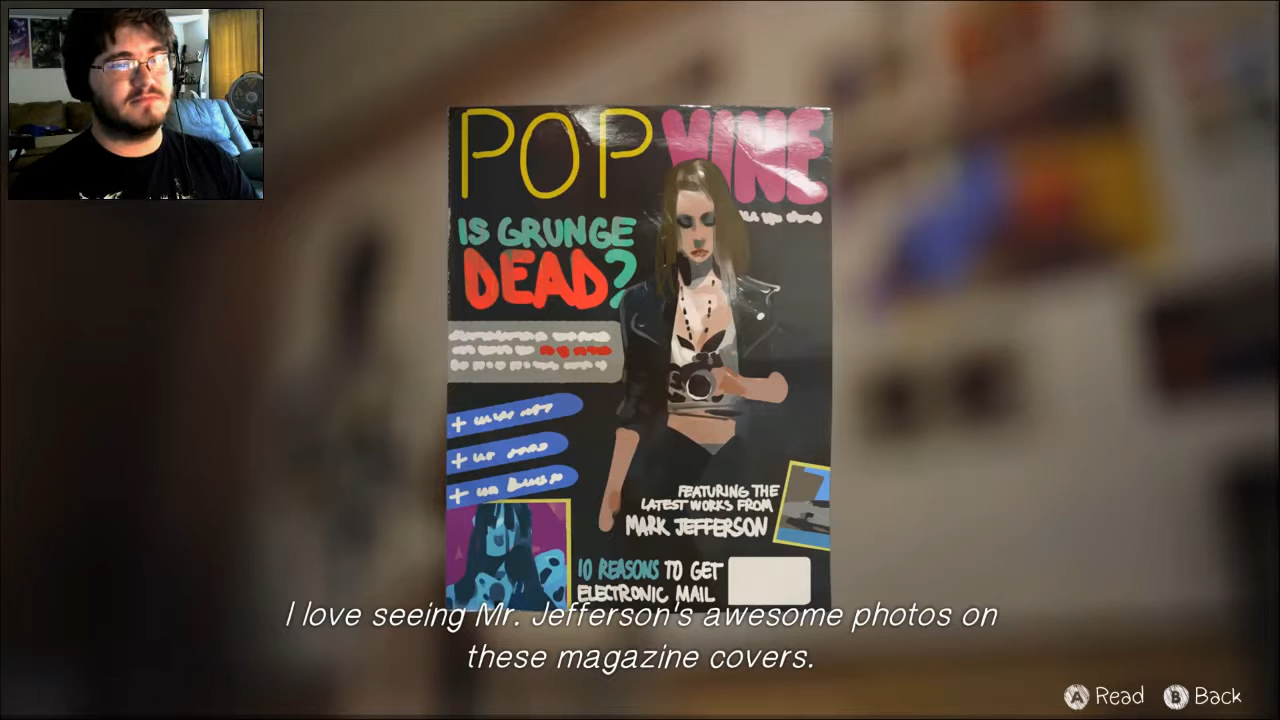 POP VINE
IS GRUNGE
DEAD?
FEATURING THE
LATEST WORKS FROM
MARK JEFFERSON
10 REASONS TO GET
ELECTRONIC MAIL
I love seeing Mr. Jefferson's awesome photos on
these magazine covers.
A Read B Back